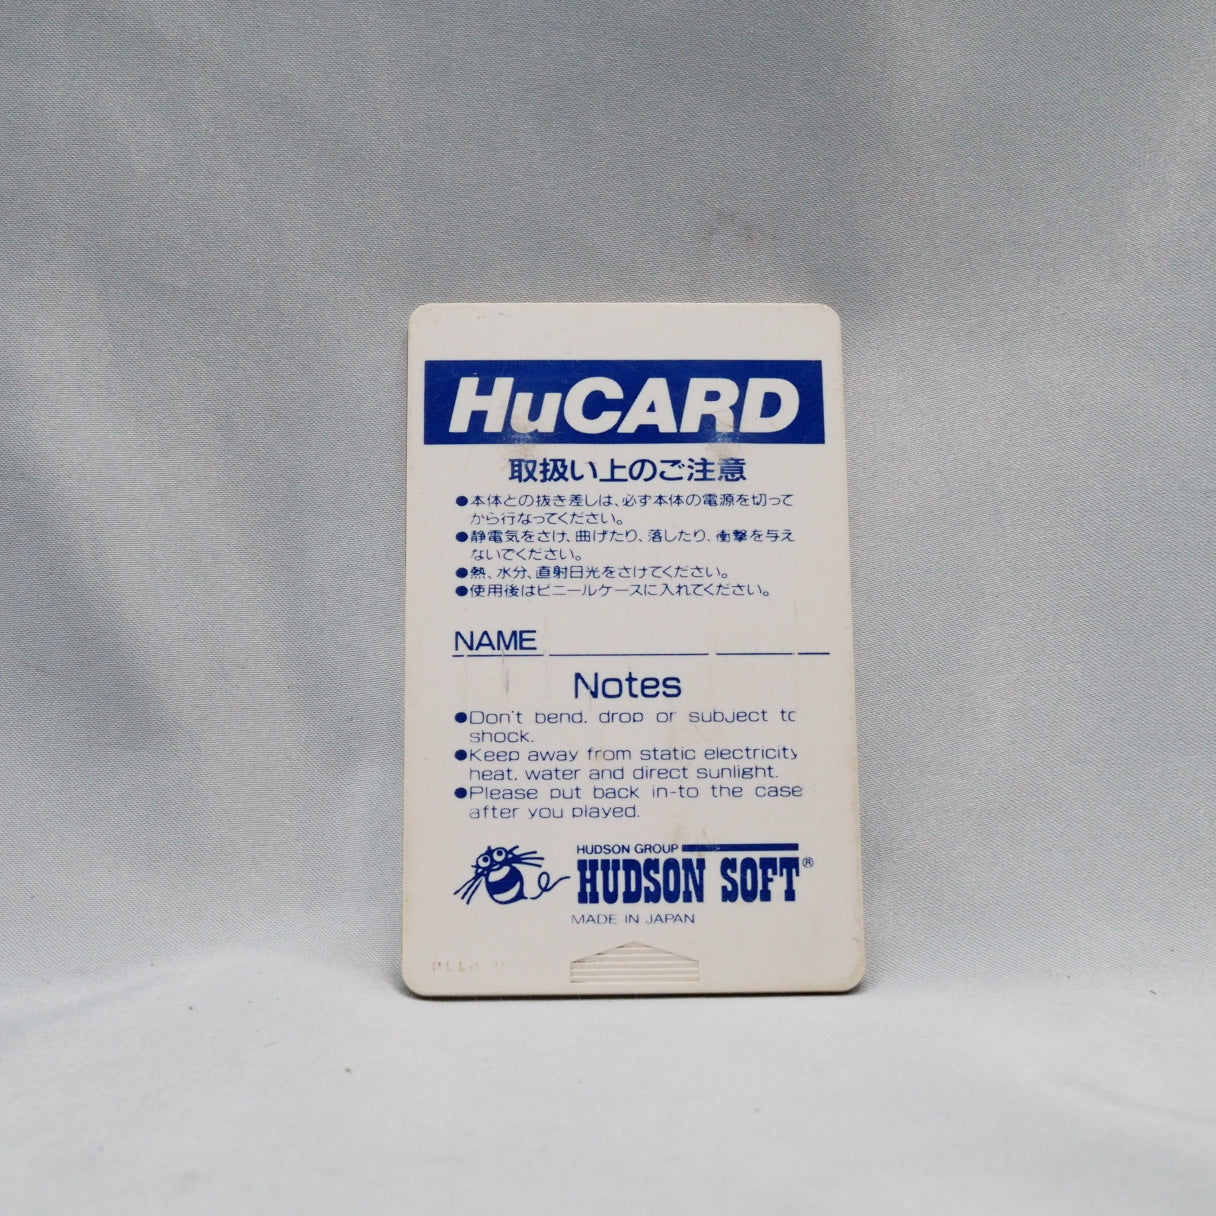 HuCARD
取扱い上のご注意
●本体との抜き差しは、必ず本体の電源を切って
から行なってください。
●静電気をさけ、曲げたり、落したり、衝撃を与え
ないでください。
●熱、水分、直射日光をさけてください。
●使用後はビニールケースに入れてください。
NAME
Notes
●Don't bend, drop or subject to
shock.
●Keep away from static electricity
heat, water and direct sunlight.
●Please put back in-to the case
after you played.
HUDSON GROUP
HUDSON SOFT®
MADE IN JAPAN